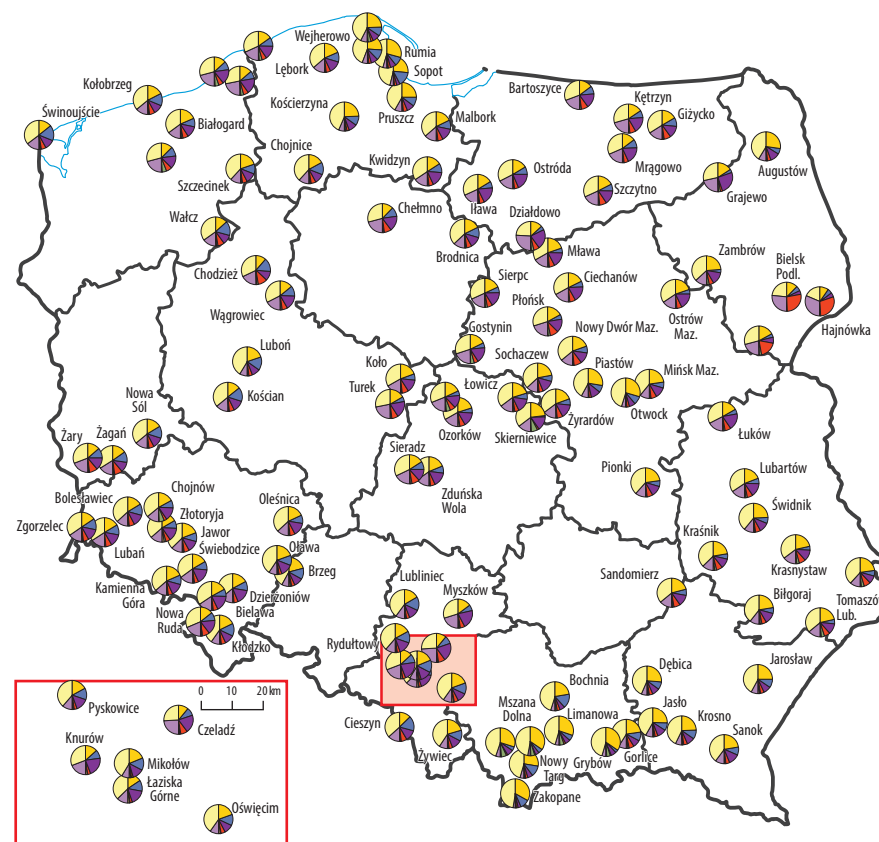 Wejherowo
Rumia
Lębork
Sopot
Kołobrzeg
Bartoszyce
Kętrzyn
Świnoujście
Kościerzyna
Giżycko
Białogard
Pruszcz
Malbork
Augustów
Chojnice
Mrągowo
Ostróda
Szczecinek
Kwidzyn
Szczytno
Grajewo
Iława
Chełmno
Działdowo
Wałcz
Brodnica
Mława
Zambrów
Bielsk
Podl.
Chodzież
Sierpc
Ciechanów
Płońsk
Hajnówka
Wągrowiec
Ostrów
Maz.
Gostynin
Nowy Dwór Maz.
Luboń
Sochaczew
Koło
Piastów
Mińsk Maz.
Nowa
Sól
Turek
Łowicz
Kościan
Żyrardów
Otwock
Ozorków
Skierniewice
Łuków
Żary
Żagań
Sieradz
Pionki
Lubartów
Zduńska
Wola
Chojnów
Bolesławiec
Oleśnica
Złotoryja
Świdnik
Zgorzelec
Jawor
Lubań
Świebodzice
Oława
Kraśnik
Krasnystaw
Kamienna
Góra
Brzeg
Lubliniec
Myszków
Sandomierz
Tomaszów
Lub.
Dzierżoniów
Biłgoraj
Nowa
Ruda
Bielawa
Kłodzko
Rydułtowy
Jarosław
Dębica
0 10 20 km
Bochnia
Pyskowice
Mszana
Dolna
Limanowa
Jasło
Krosno
Czeladź
Cieszyn
Sanok
Knurów
Żywiec
Mikołów
Nowy
Targ
Grybów
Gorlice
Łaziska
Górne
Zakopane
Oświęcim